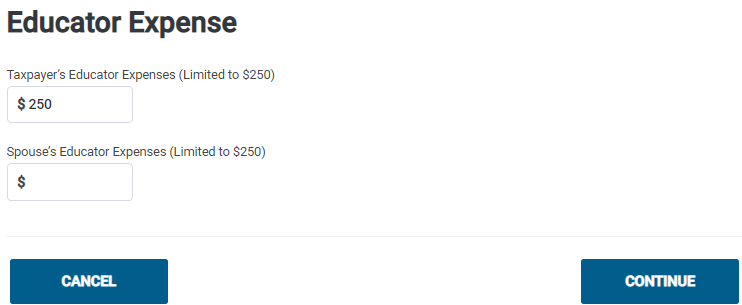 Educator Expense
Taxpayer's Educator Expenses (Limited to $250)
$ 250
Spouse's Educator Expenses (Limited to $250)
$
CANCEL
CONTINUE